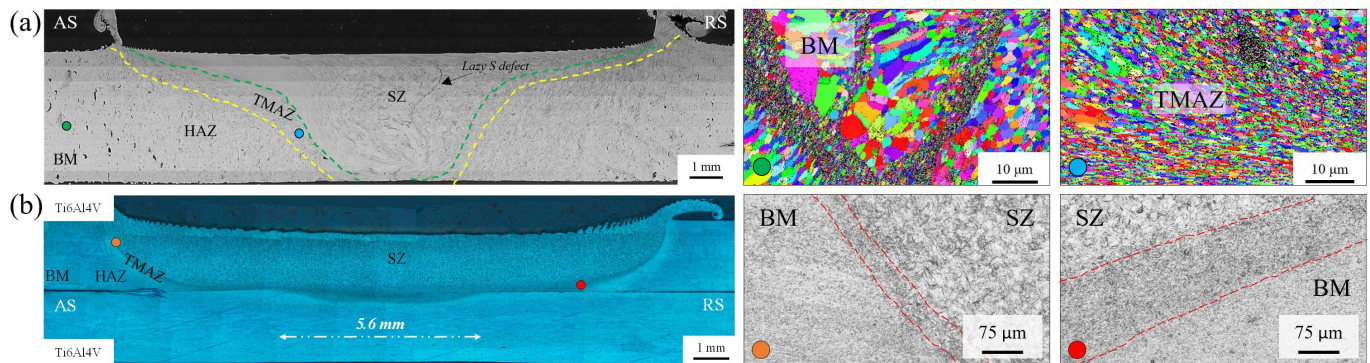 (a)
AS
RS
Lazy S defect
SZ
TMAZ
HAZ
BM
1 mm
BM
10 μm
TMAZ
10 μm
(b)
Ti6Al4V
SZ
TMAZ
BM
HAZ
AS
RS
5.6 mm
Ti6Al4V
1 mm
BM
SZ
75 μm
SZ
BM
75 μm